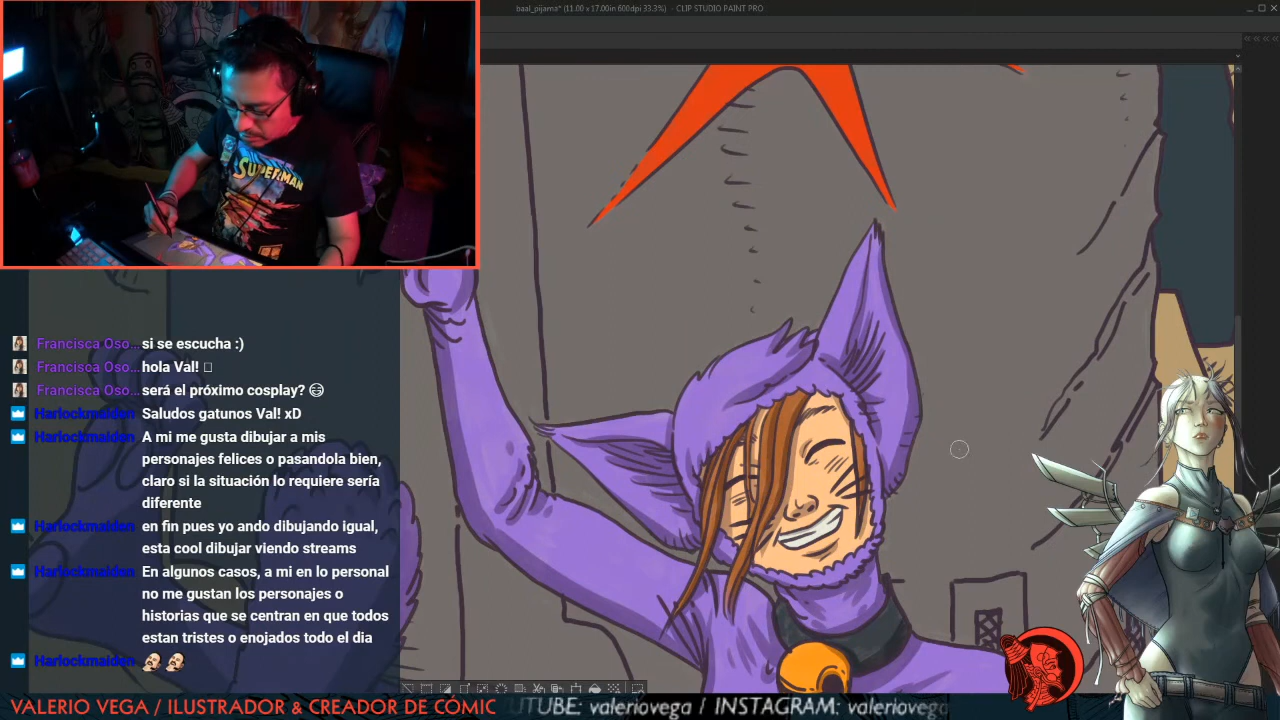 baal_pijama* (11.00 x 17.00in 600dpi 33.3%) - CLIP STUDIO PAINT PRO
SUPERMAN
Francisca Oso... si se escucha :)
Francisca Oso... hola Val!
Francisca Oso... será el próximo cosplay? 😷
Harlockmaiden Saludos gatunos Val! xD
Harlockmaiden A mi me gusta dibujar a mis
personajes felices o pasandola bien,
claro si la situación lo requiere sería
diferente
Harlockmaiden en fin pues yo ando dibujando igual,
esta cool dibujar viendo streams
Harlockmaiden En algunos casos, a mi en lo personal
no me gustan los personajes o
historias que se centran en que todos
estan tristes o enojados todo el dia
Harlockmaiden
VALERIO VEGA / ILUSTRADOR & CREADOR DE CÓMIC
UTUBE: valeriovega / INSTAGRAM: valeriovega